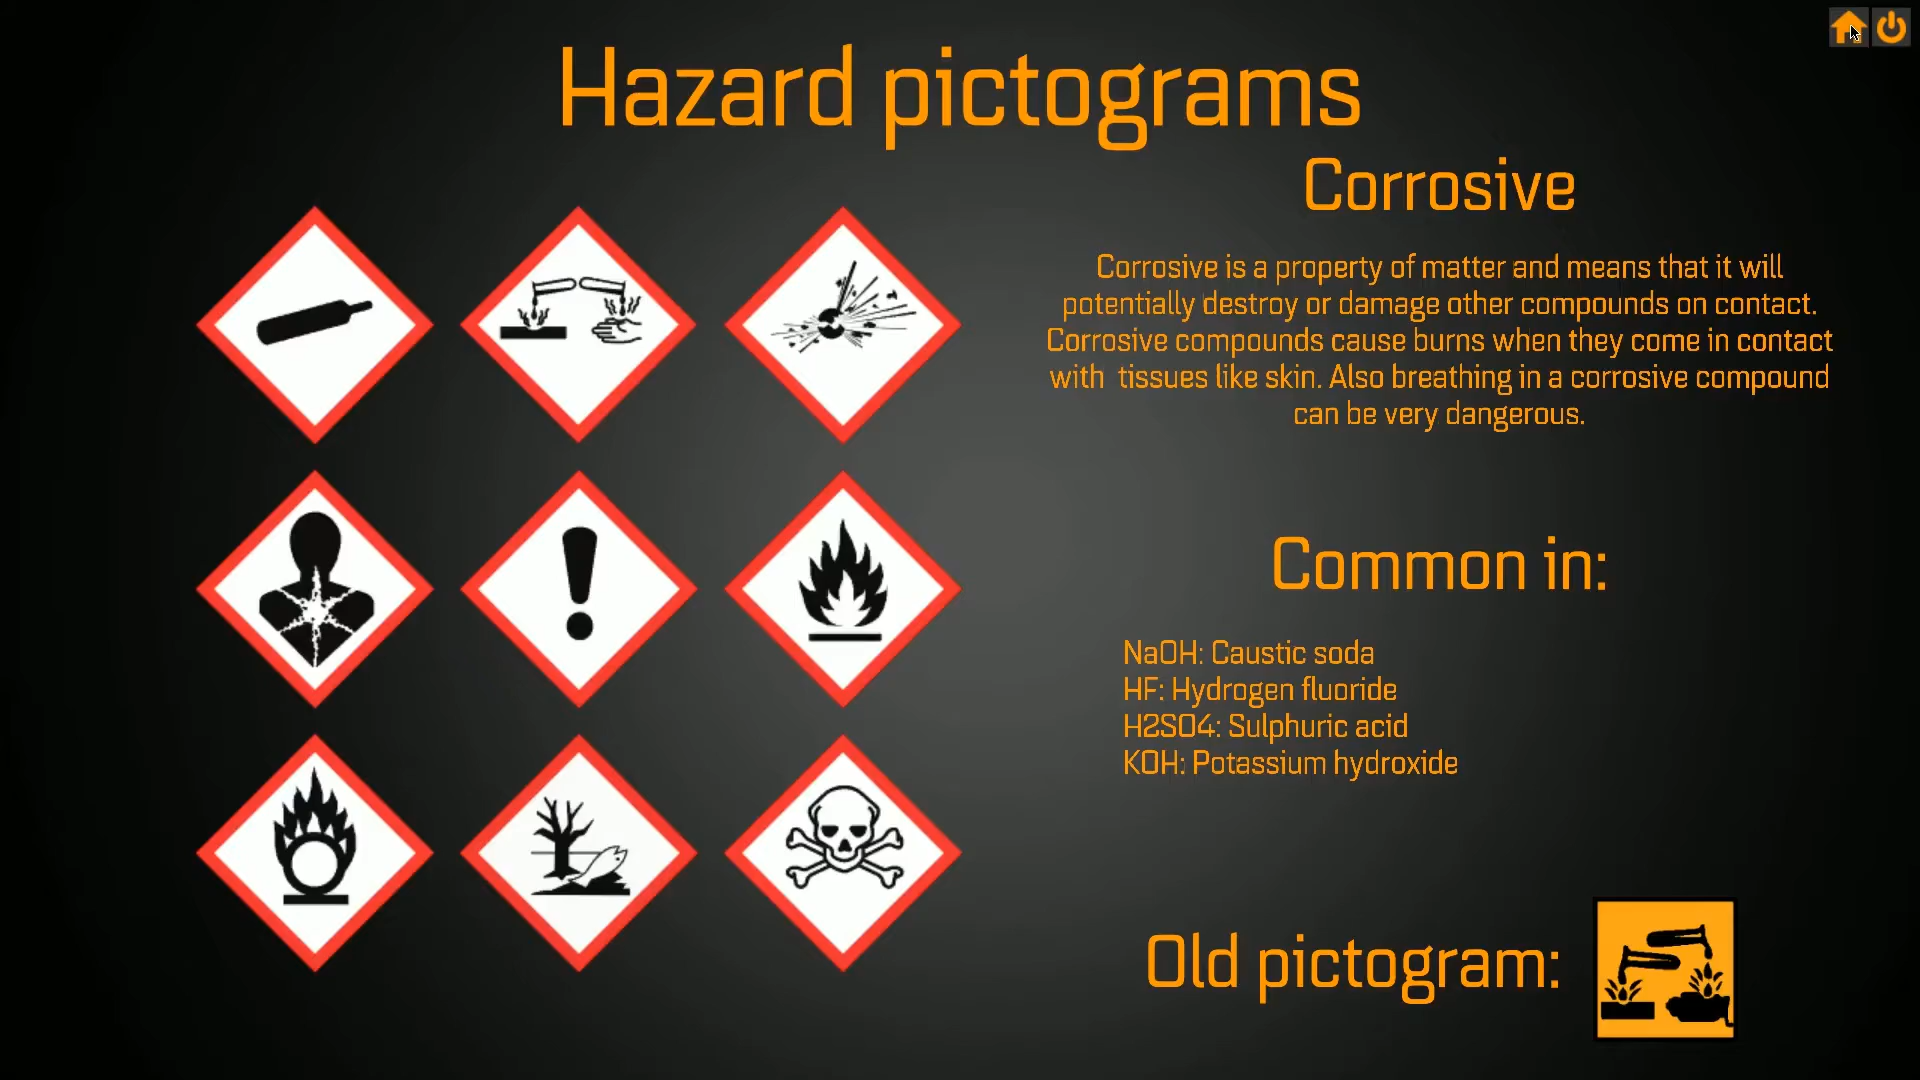 Hazard pictograms
Corrosive
Corrosive is a property of matter and means that it will
potentially destroy or damage other compounds on contact.
Corrosive compounds cause burns when they come in contact
with  tissues like skin. Also breathing in a corrosive compound
can be very dangerous.
Common in:
NaOH: Caustic soda
HF: Hydrogen fluoride
H2SO4: Sulphuric acid
KOH: Potassium hydroxide
Old pictogram: